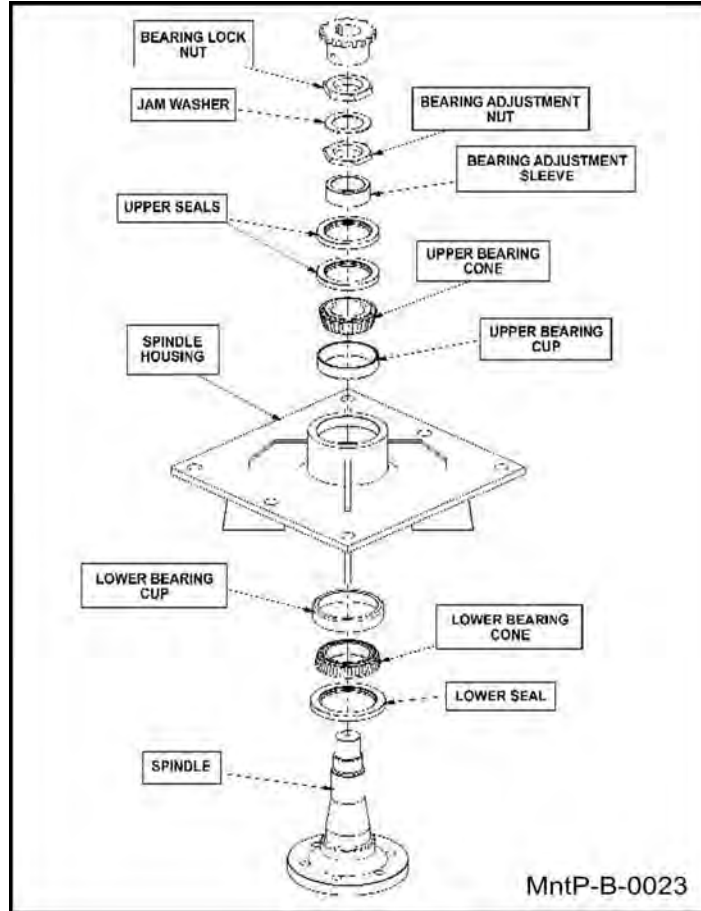 BEARING LOCK
NUT
JAM WASHER
BEARING ADJUSTMENT
NUT
BEARING ADJUSTMENT
SLEEVE
UPPER SEALS
UPPER BEARING
CONE
SPINDLE
HOUSING
UPPER BEARING
CUP
LOWER BEARING
CUP
LOWER BEARING
CONE
LOWER SEAL
SPINDLE
MntP-B-0023